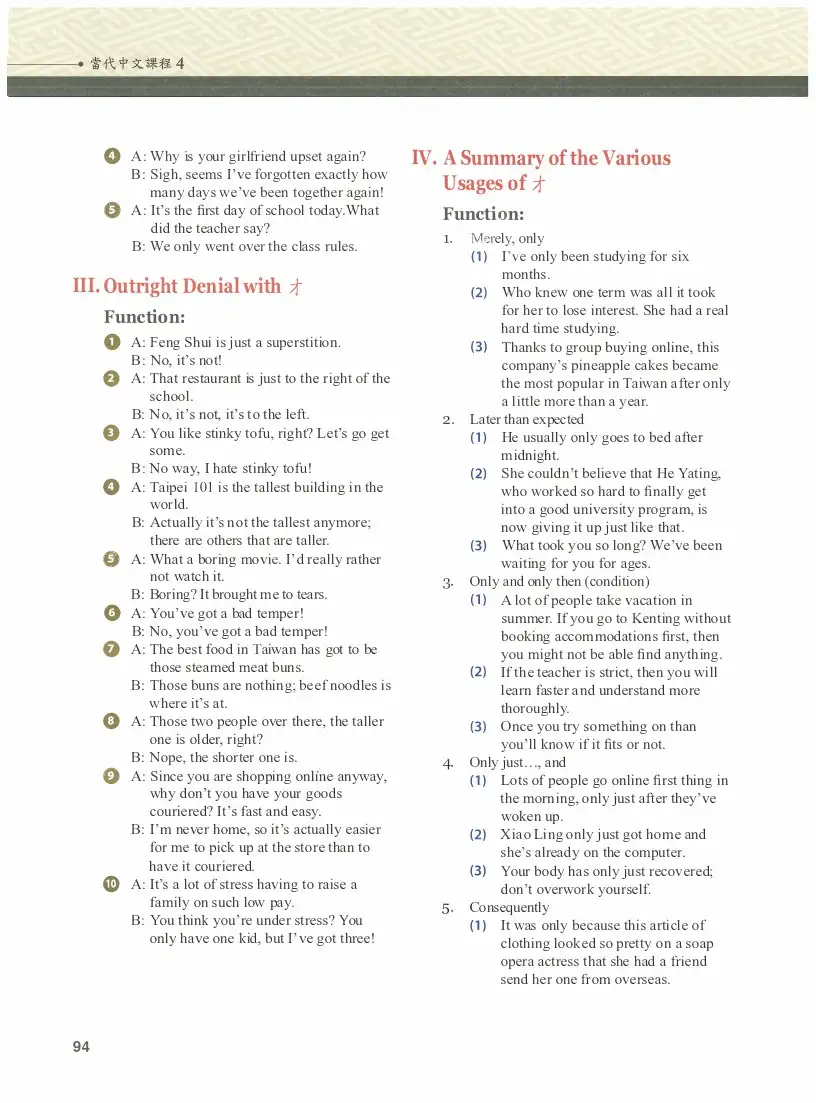 當代中文課程 4
4 A: Why is your girlfriend upset again?
B: Sigh, seems I've forgotten exactly how
many days we've been together again!
5 A: It's the first day of school today.What
did the teacher say?
B: We only went over the class rules.
III. Outright Denial with 才
Function:
1 A: Feng Shui is just a superstition.
B: No, it's not!
2 A: That restaurant is just to the right of the
school.
B: No, it's not, it's to the left.
3 A: You like stinky tofu, right? Let's go get
some.
B: No way, I hate stinky tofu!
4 A: Taipei 101 is the tallest building in the
world.
B: Actually it's not the tallest anymore;
there are others that are taller.
5 A: What a boring movie. I'd really rather
not watch it.
B: Boring? It brought me to tears.
6 A: You've got a bad temper!
B: No, you've got a bad temper!
7 A: The best food in Taiwan has got to be
those steamed meat buns.
B: Those buns are nothing; beef noodles is
where it's at.
8 A: Those two people over there, the taller
one is older, right?
B: Nope, the shorter one is.
9 A: Since you are shopping online anyway,
why don't you have your goods
couriered? It's fast and easy.
B: I'm never home, so it's actually easier
for me to pick up at the store than to
have it couriered.
10 A: It's a lot of stress having to raise a
family on such low pay.
B: You think you're under stress? You
only have one kid, but I've got three!
IV. A Summary of the Various
Usages of 才
Function:
1. Merely, only
(1) I've only been studying for six
months.
(2) Who knew one term was all it took
for her to lose interest. She had a real
hard time studying.
(3) Thanks to group buying online, this
company's pineapple cakes became
the most popular in Taiwan after only
a little more than a year.
2. Later than expected
(1) He usually only goes to bed after
midnight.
(2) She couldn't believe that He Yating,
who worked so hard to finally get
into a good university program, is
now giving it up just like that.
(3) What took you so long? We've been
waiting for you for ages.
3. Only and only then (condition)
(1) A lot of people take vacation in
summer. If you go to Kenting without
booking accommodations first, then
you might not be able find anything.
(2) If the teacher is strict, then you will
learn faster and understand more
thoroughly.
(3) Once you try something on than
you'll know if it fits or not.
4. Only just…, and
(1) Lots of people go online first thing in
the morning, only just after they've
woken up.
(2) Xiao Ling only just got home and
she's already on the computer.
(3) Your body has only just recovered;
don't overwork yourself.
5. Consequently
(1) It was only because this article of
clothing looked so pretty on a soap
opera actress that she had a friend
send her one from overseas.
94